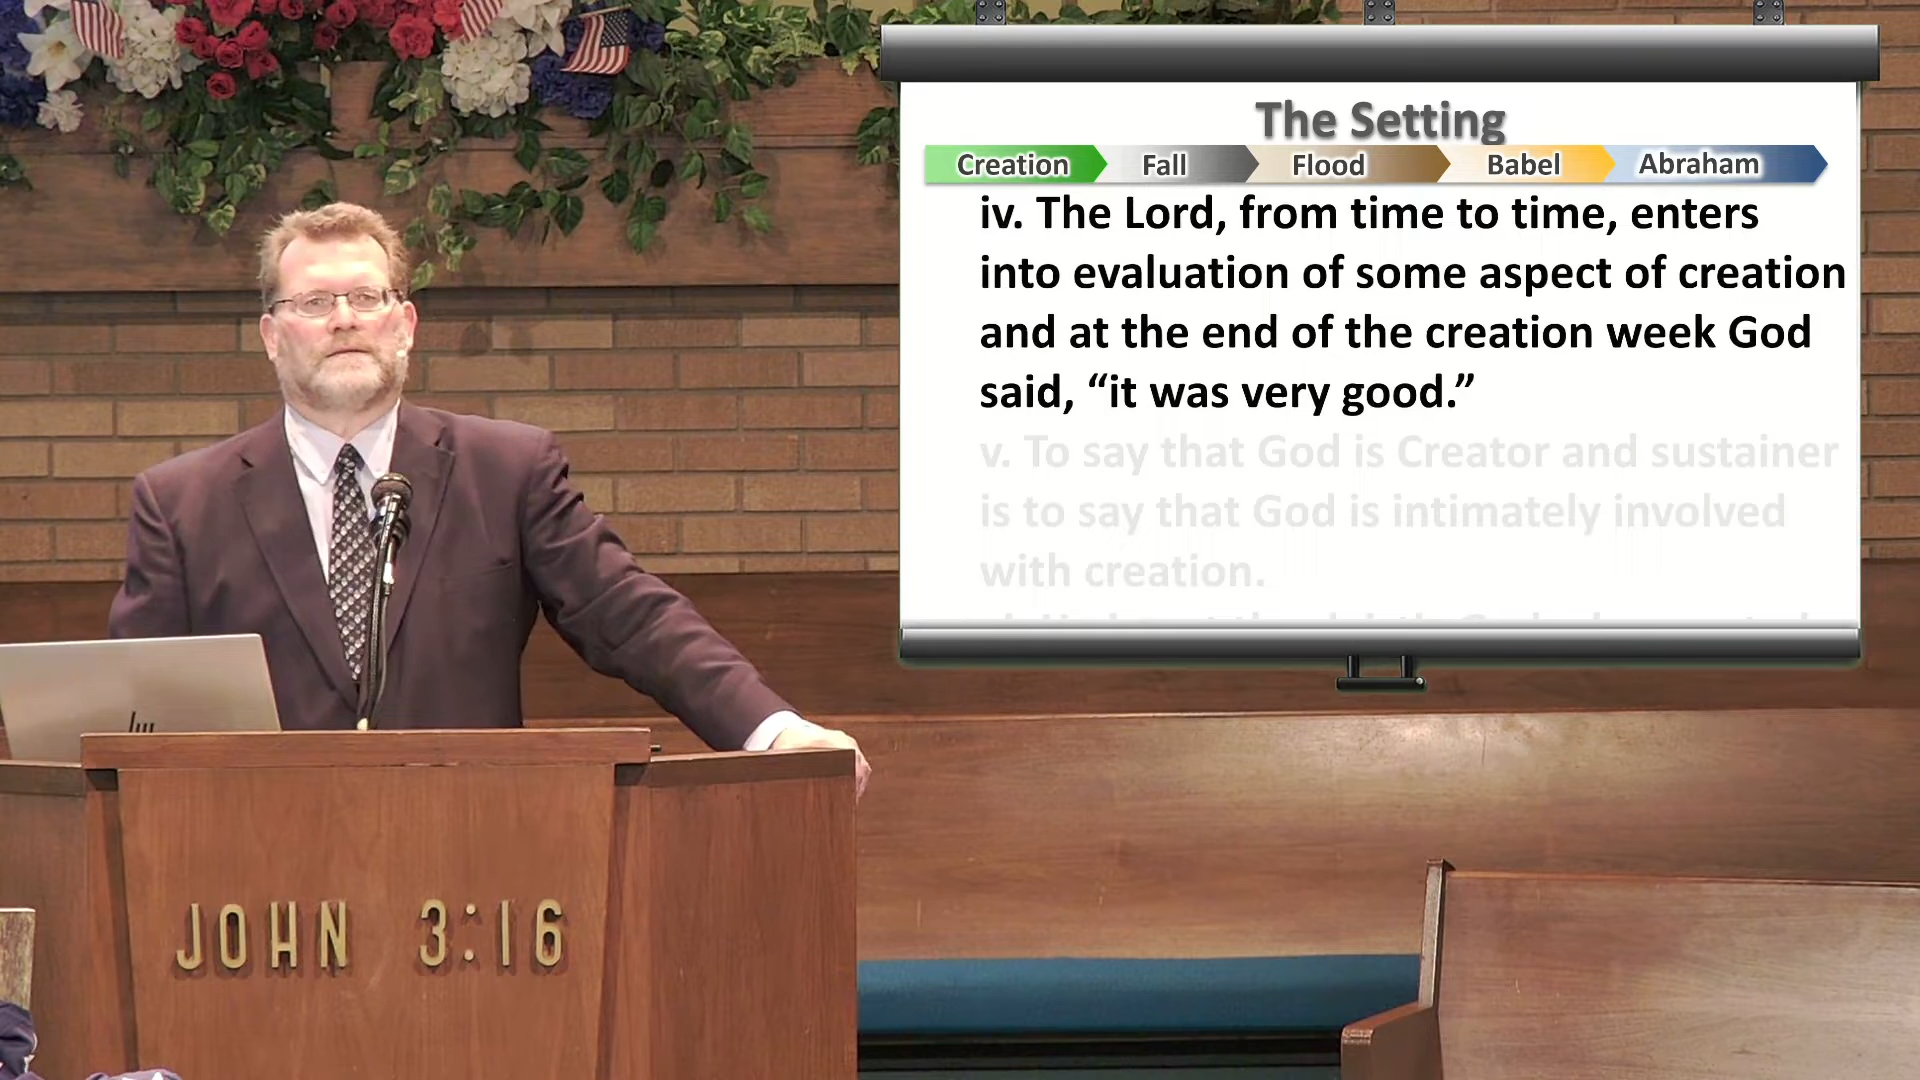 The Setting
Creation Fall Flood Babel Abraham
iv. The Lord, from time to time, enters
into evaluation of some aspect of creation
and at the end of the creation week God
said, “it was very good.”
v. To say that God is Creator and sustainer
is to say that God is intimately involved
with creation.
hp
JOHN 3:16